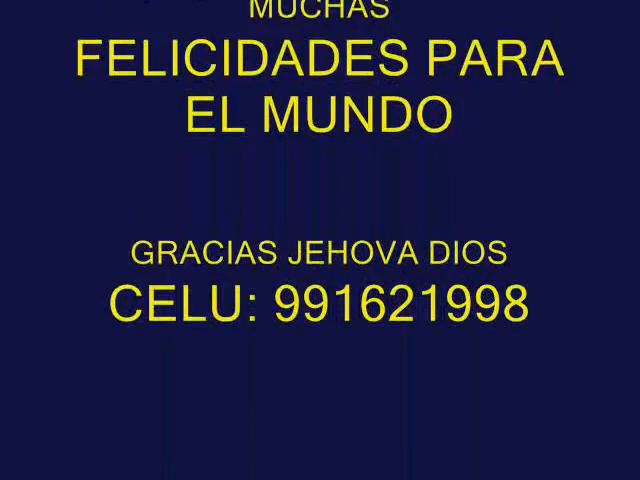 MUCHAS
FELICIDADES PARA
EL MUNDO
GRACIAS JEHOVA DIOS
CELU: 991621998